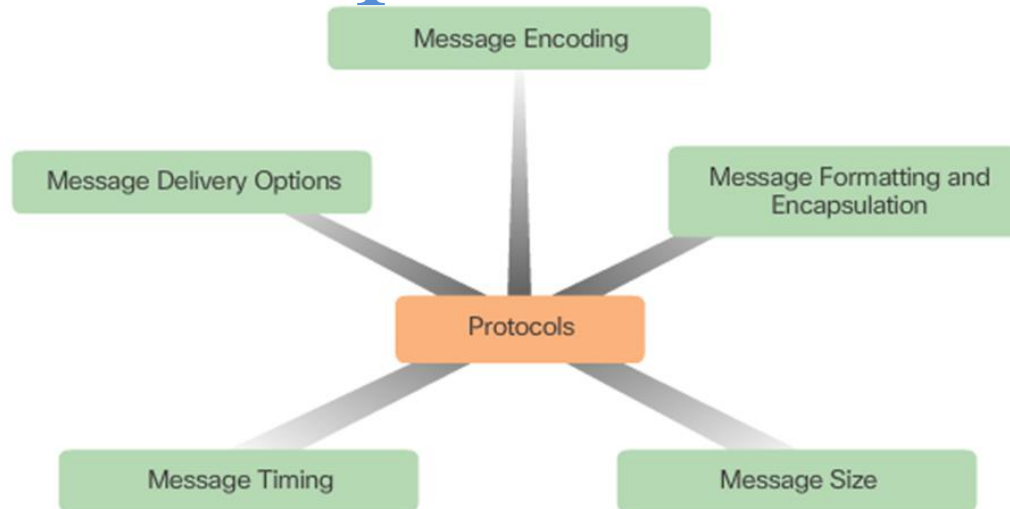 Message Encoding
Message Delivery Options
Message Formatting and
Encapsulation
Protocols
Message Timing
Message Size